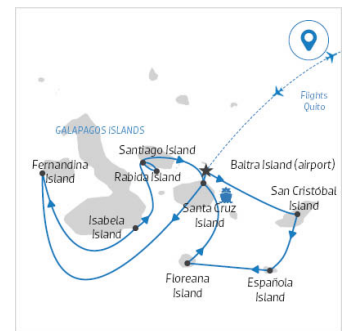 Flights
Quito
GALAPAGOS ISLANDS
Santiago Island
Baltra Island (airport)
Fernandina
Island
Rabida Island
San Cristóbal
Island
Santa Cruz
Island
Isabela
Island
Floreana
Island
Española
Island